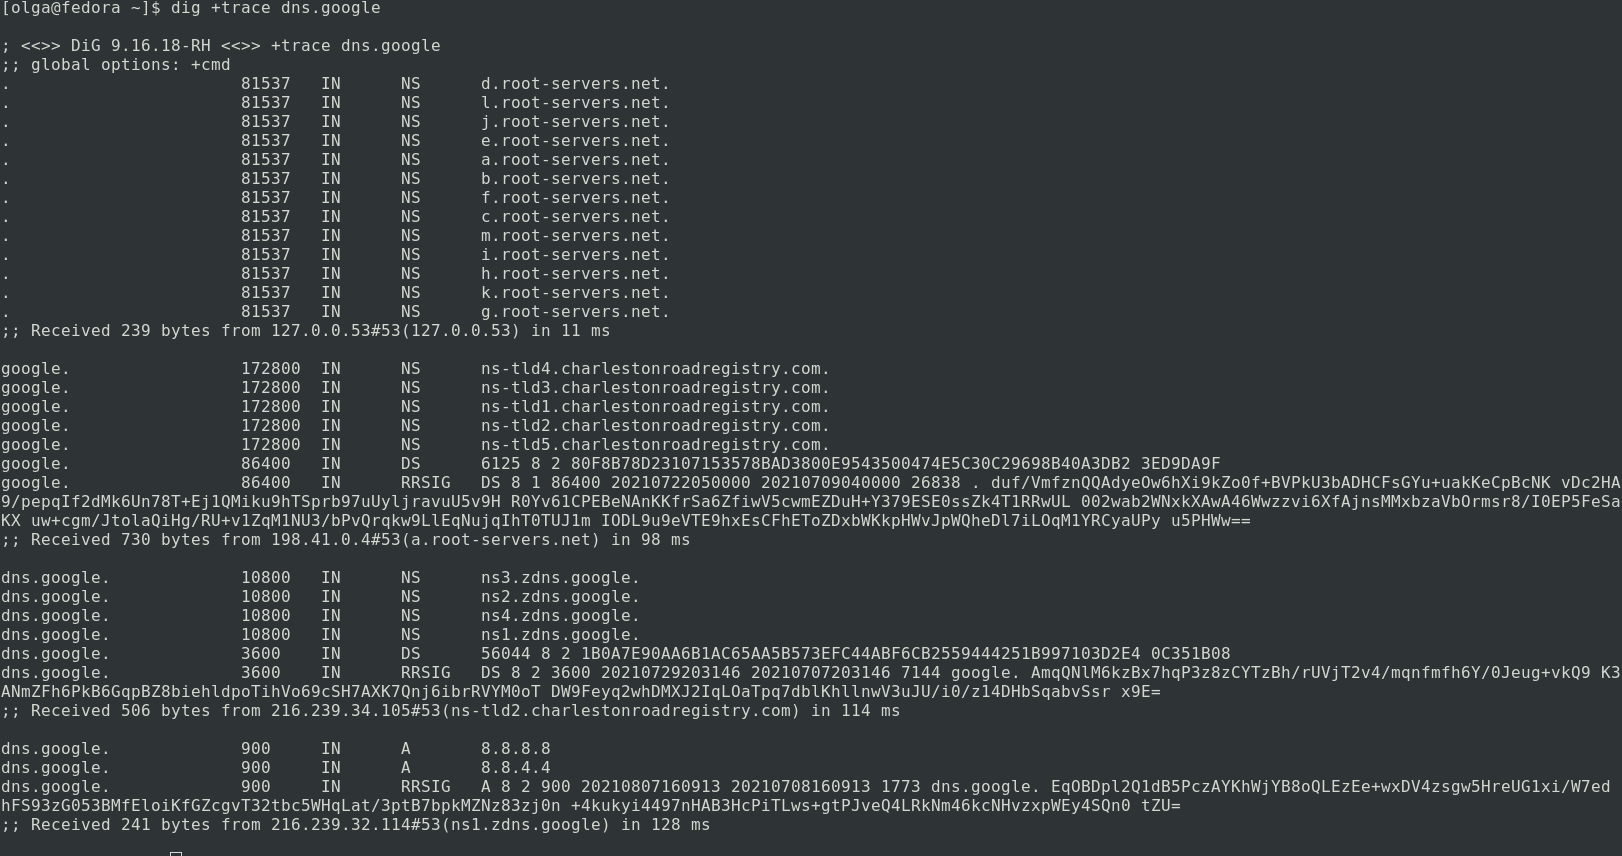 [olga@fedora ~]$ dig +trace dns.google
; <<>> DiG 9.16.18-RH <<>> +trace dns.google
;; global options: +cmd
. 81537 IN NS d.root-servers.net.
. 81537 IN NS l.root-servers.net.
. 81537 IN NS j.root-servers.net.
. 81537 IN NS e.root-servers.net.
. 81537 IN NS a.root-servers.net.
. 81537 IN NS b.root-servers.net.
. 81537 IN NS f.root-servers.net.
. 81537 IN NS c.root-servers.net.
. 81537 IN NS m.root-servers.net.
. 81537 IN NS i.root-servers.net.
. 81537 IN NS h.root-servers.net.
. 81537 IN NS k.root-servers.net.
. 81537 IN NS g.root-servers.net.
;; Received 239 bytes from 127.0.0.53#53(127.0.0.53) in 11 ms
google. 172800 IN NS ns-tld4.charlestonroadregistry.com.
google. 172800 IN NS ns-tld3.charlestonroadregistry.com.
google. 172800 IN NS ns-tld1.charlestonroadregistry.com.
google. 172800 IN NS ns-tld2.charlestonroadregistry.com.
google. 172800 IN NS ns-tld5.charlestonroadregistry.com.
google. 86400 IN DS 6125 8 2 80F8B78D23107153578BAD3800E9543500474E5C30C29698B40A3DB2 3ED9DA9F
google. 86400 IN RRSIG DS 8 1 86400 20210722050000 20210709040000 26838 . duf/VmfznQQAdyeOw6hXi9kZo0f+BVPkU3bADHCFsGYu+uakKeCpBcNK vDc2HA
9/pepqIf2dMk6Un78T+Ej1QMiku9hTSprb97uUyljravuU5v9H R0Yv61CPEBeNAnKKfrSa6ZfiwV5cwmEZDuH+Y379ESE0ssZk4T1RRwUL 002wab2WNxkXAwA46Wwzzvi6XfAjnsMMxbzaVbOrmsr8/I0EP5FeSa
KX uw+cgm/JtolaQiHg/RU+v1ZqM1NU3/bPvQrqkw9LlEqNujqIhT0TUJ1m IODL9u9eVTE9hxEsCFhEToZDxbWKkpHWvJpWQheDl7iLOqM1YRCyaUPy u5PHWw==
;; Received 730 bytes from 198.41.0.4#53(a.root-servers.net) in 98 ms
dns.google. 10800 IN NS ns3.zdns.google.
dns.google. 10800 IN NS ns2.zdns.google.
dns.google. 10800 IN NS ns4.zdns.google.
dns.google. 10800 IN NS ns1.zdns.google.
dns.google. 3600 IN DS 56044 8 2 1B0A7E90AA6B1AC65AA5B573EFC44ABF6CB2559444251B997103D2E4 0C351B08
dns.google. 3600 IN RRSIG DS 8 2 3600 20210729203146 20210707203146 7144 google. AmqQNlM6kzBx7hqP3z8zCYTzBh/rUVjT2v4/mqnfmfh6Y/0Jeug+vkQ9 K3
ANmZFh6PkB6GqpBZ8biehldpoTihVo69cSH7AXK7Qnj6ibrRVYM0oT DW9Feyq2whDMXJ2IqLOaTpq7dblKhllnwV3uJU/i0/z14DHbSqabvSsr x9E=
;; Received 506 bytes from 216.239.34.105#53(ns-tld2.charlestonroadregistry.com) in 114 ms
dns.google. 900 IN A 8.8.8.8
dns.google. 900 IN A 8.8.4.4
dns.google. 900 IN RRSIG A 8 2 900 20210807160913 20210708160913 1773 dns.google. EqOBDpl2Q1dB5PczAYKhWjYB8oQLEzEe+wxDV4zsgw5HreUG1xi/W7ed
hFS93zG053BMfEloiKfGZcgvT32tbc5WHqLat/3ptB7bpkMZNz83zj0n +4kukyi4497nHAB3HcPiTLws+gtPJveQ4LRkNm46kcNHvzxpWEy4SQn0 tZU=
;; Received 241 bytes from 216.239.32.114#53(ns1.zdns.google) in 128 ms